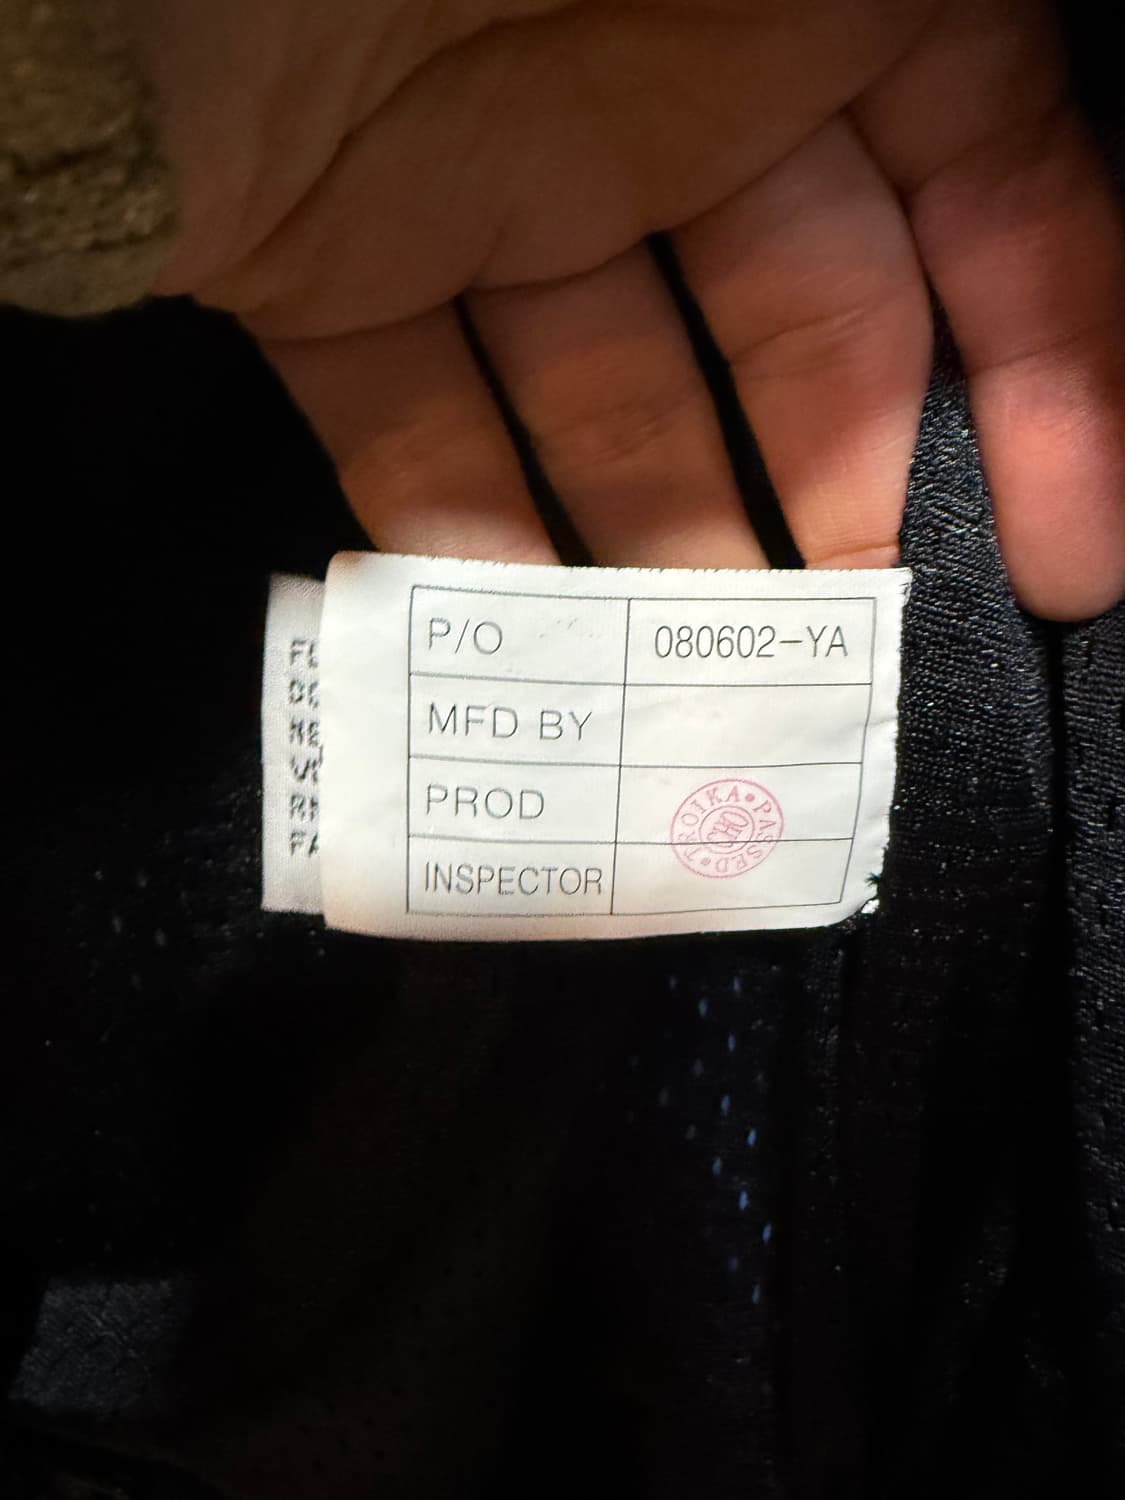 P/O 080602-YA
MFD BY
PROD
INSPECTOR
TROIKA • PASSED •